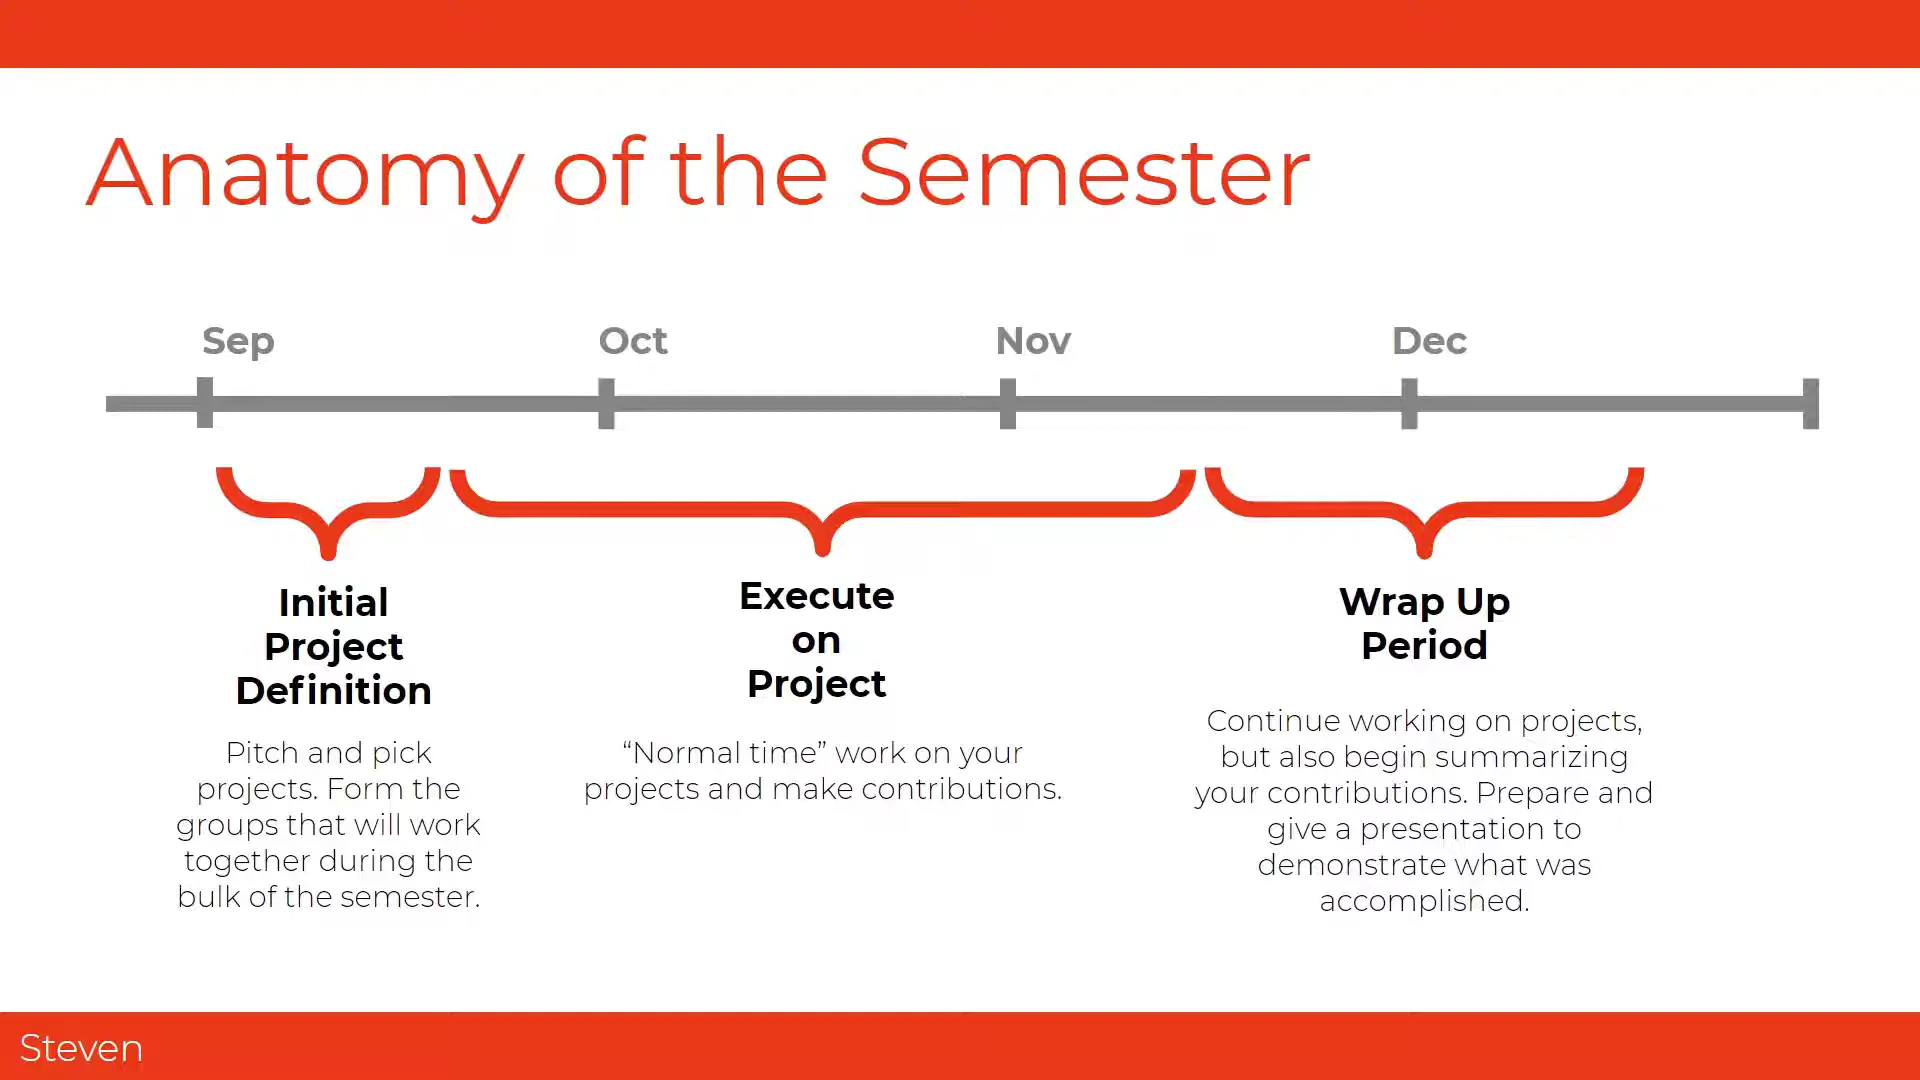 Anatomy of the Semester
Sep
Oct
Nov
Dec
Initial
Project
Definition
Pitch and pick
projects. Form the
groups that will work
together during the
bulk of the semester.
Execute
on
Project
“Normal time” work on your
projects and make contributions.
Wrap Up
Period
Continue working on projects,
but also begin summarizing
your contributions. Prepare and
give a presentation to
demonstrate what was
accomplished.
Steven